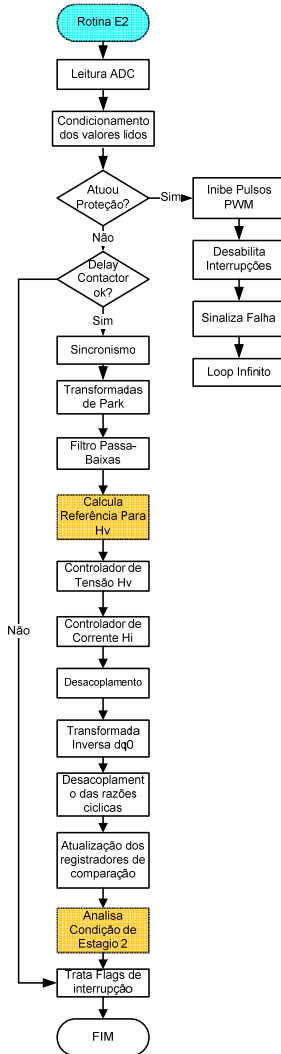 Rotina E2
Leitura ADC
Condicionamento
dos valores lidos
Atuou
Proteção?
Sim
Inibe Pulsos
PWM
Desabilita
Interrupções
Sinaliza Falha
Loop Infinito
Não
Delay
Contactor
ok?
Sim
Sincronismo
Transformadas
de Park
Filtro Passa-
Baixas
Calcula
Referência Para
Hv
Controlador de
Tensão Hv
Controlador de
Corrente Hi
Não
Desacoplamento
Transformada
Inversa dq0
Desacoplament
o das razões
ciclicas
Atualização dos
registradores de
comparação
Analisa
Condição de
Estagio 2
Trata Flags de
interrupção
FIM